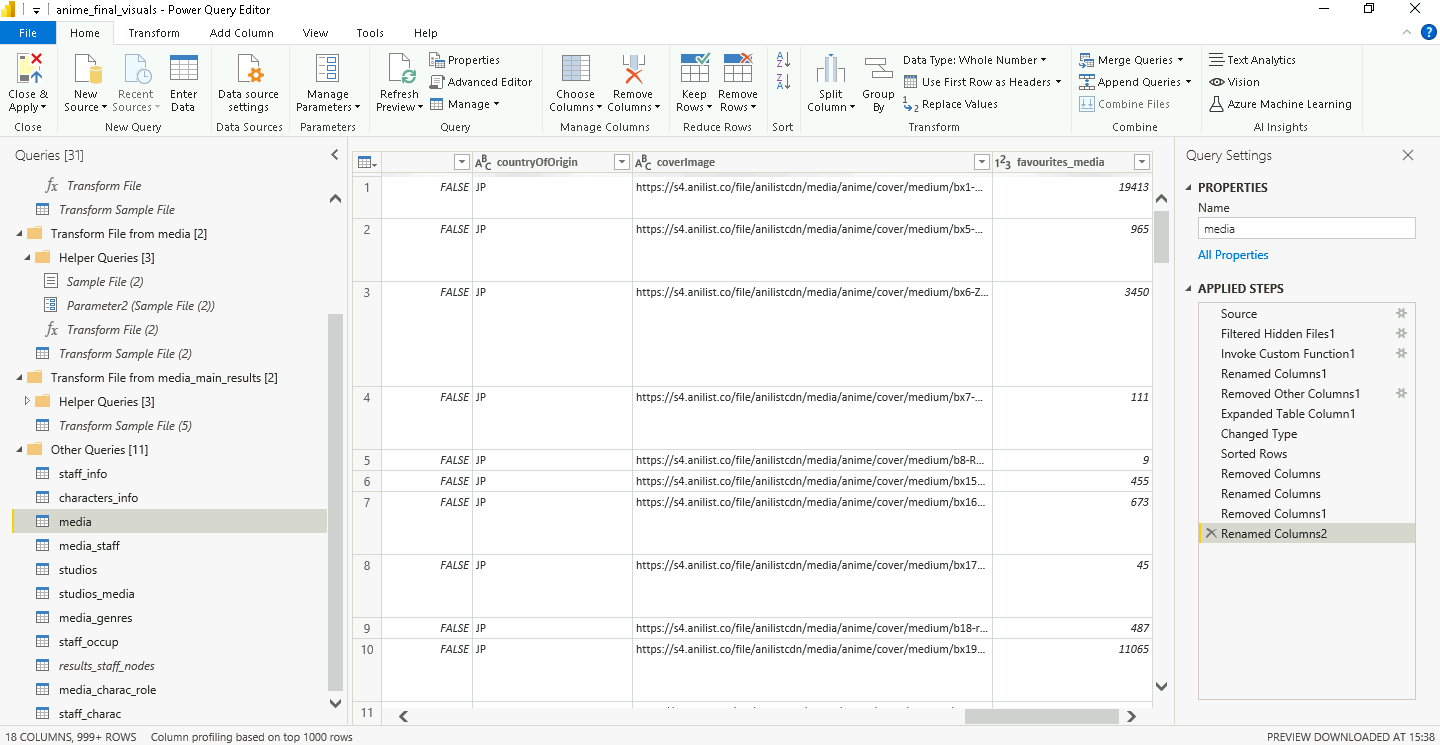 anime_final_visuals - Power Query Editor
File Home Transform Add Column View Tools Help
Close & Apply
New Source
Recent Sources
Enter Data
Data source settings
Manage Parameters
Refresh Preview
Properties
Advanced Editor
Manage
Choose Columns
Remove Columns
Keep Rows
Remove Rows
Split Column
Group By
Data Type: Whole Number
Use First Row as Headers
Replace Values
Merge Queries
Append Queries
Combine Files
Text Analytics
Vision
Azure Machine Learning
Close New Query Data Sources Parameters Query Manage Columns Reduce Rows Sort Transform Combine AI Insights
Queries [31]
fx Transform File
Transform Sample File
Transform File from media [2]
Helper Queries [3]
Sample File (2)
Parameter2 (Sample File (2))
fx Transform File (2)
Transform Sample File (2)
Transform File from media_main_results [2]
Helper Queries [3]
Transform Sample File (5)
Other Queries [11]
staff_info
characters_info
media
media_staff
studios
studios_media
media_genres
staff_occup
results_staff_nodes
media_charac_role
staff_charac
ABC countryOfOrigin ABC coverImage 123 favourites_media
1 FALSE JP https://s4.anilist.co/file/anilistcdn/media/anime/cover/medium/bx1-... 19413
2 FALSE JP https://s4.anilist.co/file/anilistcdn/media/anime/cover/medium/bx5-... 965
3 FALSE JP https://s4.anilist.co/file/anilistcdn/media/anime/cover/medium/bx6-Z... 3450
4 FALSE JP https://s4.anilist.co/file/anilistcdn/media/anime/cover/medium/bx7-... 111
5 FALSE JP https://s4.anilist.co/file/anilistcdn/media/anime/cover/medium/b8-R... 9
6 FALSE JP https://s4.anilist.co/file/anilistcdn/media/anime/cover/medium/bx15... 455
7 FALSE JP https://s4.anilist.co/file/anilistcdn/media/anime/cover/medium/bx16... 673
8 FALSE JP https://s4.anilist.co/file/anilistcdn/media/anime/cover/medium/bx17... 45
9 FALSE JP https://s4.anilist.co/file/anilistcdn/media/anime/cover/medium/b18-r... 487
10 FALSE JP https://s4.anilist.co/file/anilistcdn/media/anime/cover/medium/bx19... 11065
11
Query Settings
PROPERTIES
Name
media
All Properties
APPLIED STEPS
Source
Filtered Hidden Files1
Invoke Custom Function1
Renamed Columns1
Removed Other Columns1
Expanded Table Column1
Changed Type
Sorted Rows
Removed Columns
Renamed Columns
Removed Columns1
Renamed Columns2
18 COLUMNS, 999+ ROWS Column profiling based on top 1000 rows
PREVIEW DOWNLOADED AT 15:38